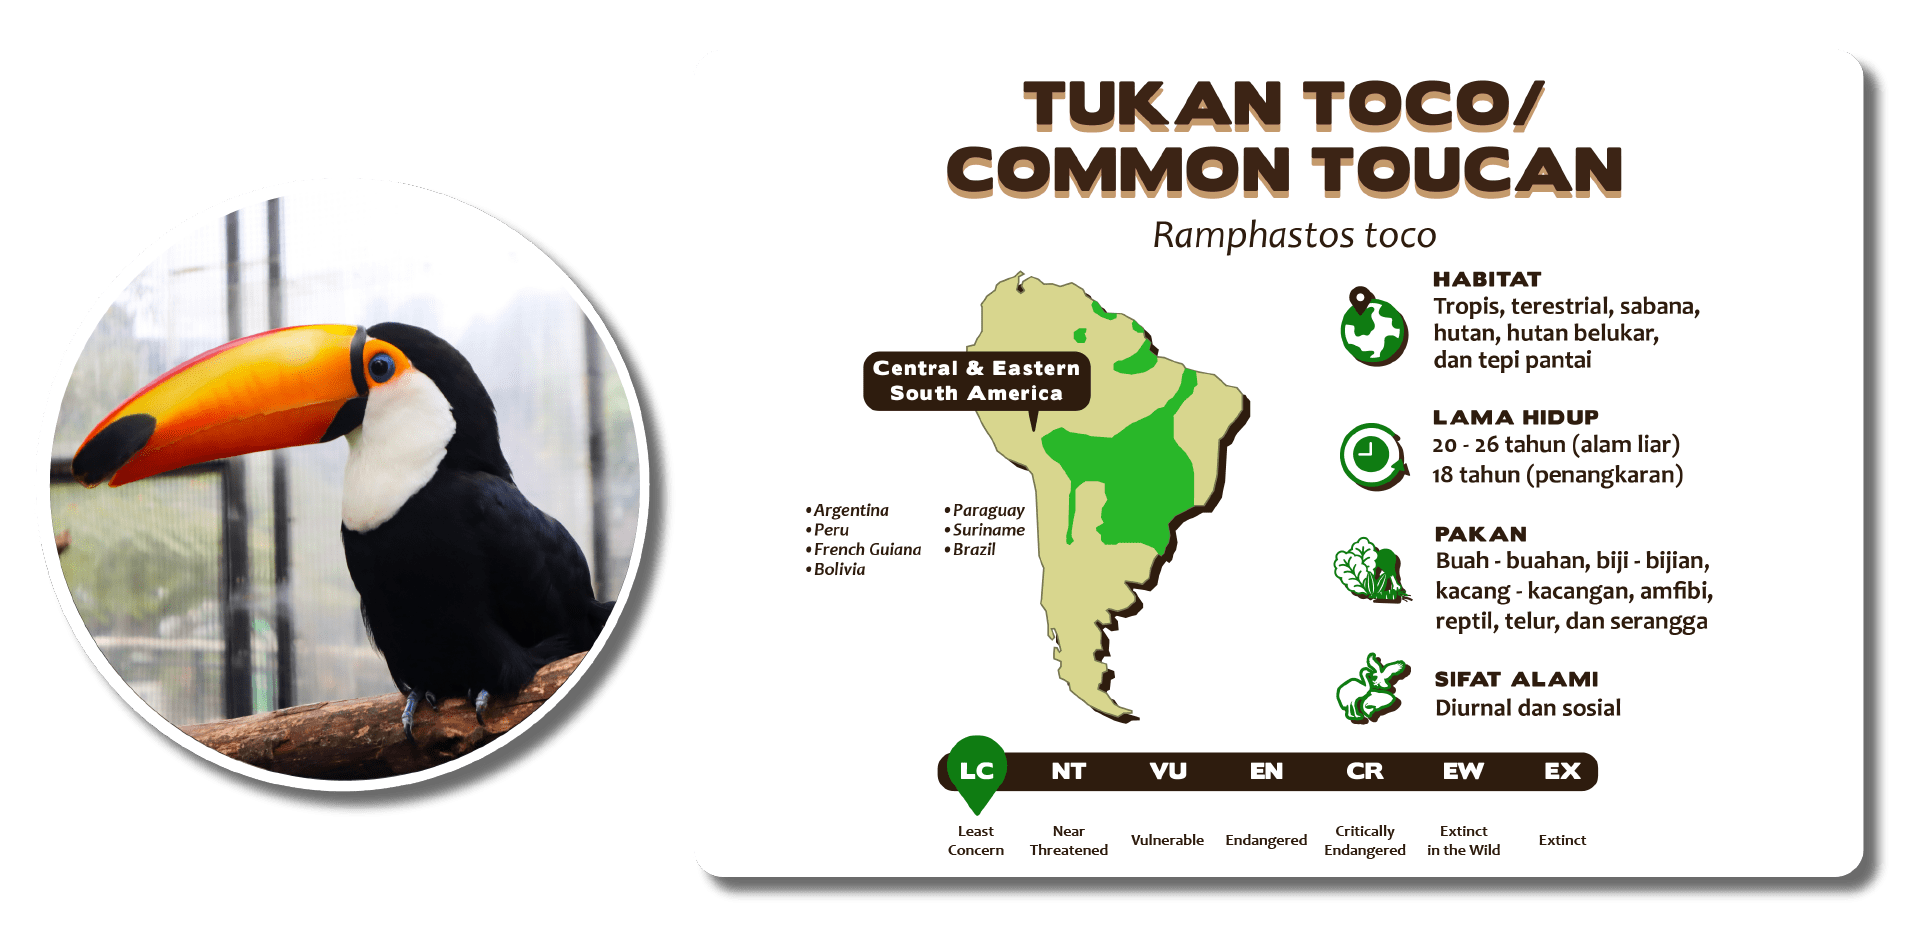 TUKAN TOCO/
COMMON TOUCAN
Ramphastos toco
Central & Eastern
South America
•Argentina
•Peru
•French Guiana
•Bolivia
•Paraguay
•Suriname
•Brazil
HABITAT
Tropis, terestrial, sabana,
hutan, hutan belukar,
dan tepi pantai
LAMA HIDUP
20 - 26 tahun (alam liar)
18 tahun (penangkaran)
PAKAN
Buah - buahan, biji - bijian,
kacang - kacangan, amfibi,
reptil, telur, dan serangga
SIFAT ALAMI
Diurnal dan sosial
LC NT VU EN CR EW EX
Least
Concern
Near
Threatened
Vulnerable
Endangered
Critically
Endangered
Extinct
in the Wild
Extinct